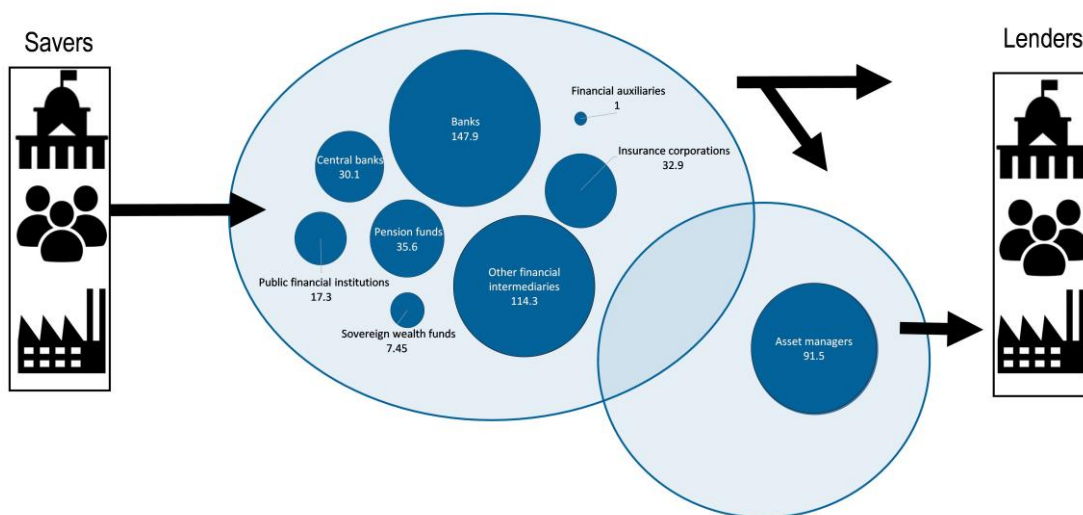 Savers
Lenders
Financial auxiliaries
1
Banks
147.9
Insurance corporations
32.9
Central banks
30.1
Pension funds
35.6
Public financial institutions
17.3
Other financial
intermediaries
114.3
Sovereign wealth funds
7.45
Asset managers
91.5